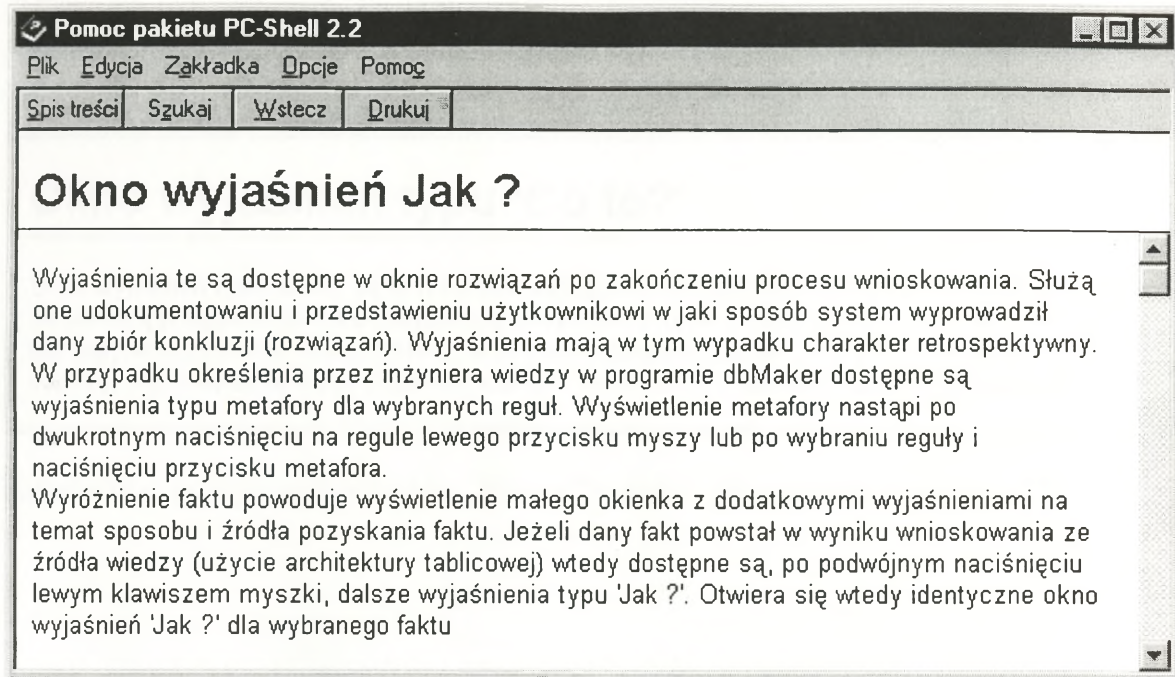 Pomoc pakietu PC-Shell 2.2
Plik Edycja Zakładka Opcje Pomoc
Spis treści Szukaj Wstecz Drukuj
Okno wyjaśnień Jak ?
Wyjaśnienia te są dostępne w oknie rozwiązań po zakończeniu procesu wnioskowania. Służą
one udokumentowaniu i przedstawieniu użytkownikowi w jaki sposób system wyprowadził
dany zbiór konkluzji (rozwiązań). Wyjaśnienia mają w tym wypadku charakter retrospektywny.
W przypadku określenia przez inżyniera wiedzy w programie dbMaker dostępne są
wyjaśnienia typu metafory dla wybranych reguł. Wyświetlenie metafory nastąpi po
dwukrotnym naciśnięciu na regule lewego przycisku myszy lub po wybraniu reguły i
naciśnięciu przycisku metafora.
Wyróżnienie faktu powoduje wyświetlenie małego okienka z dodatkowymi wyjaśnieniami na
temat sposobu i źródła pozyskania faktu. Jeżeli dany fakt powstał w wyniku wnioskowania ze
źródła wiedzy (użycie architektury tablicowej) wtedy dostępne są, po podwójnym naciśnięciu
lewym klawiszem myszki, dalsze wyjaśnienia typu 'Jak ?'. Otwiera się wtedy identyczne okno
wyjaśnień 'Jak ?' dla wybranego faktu